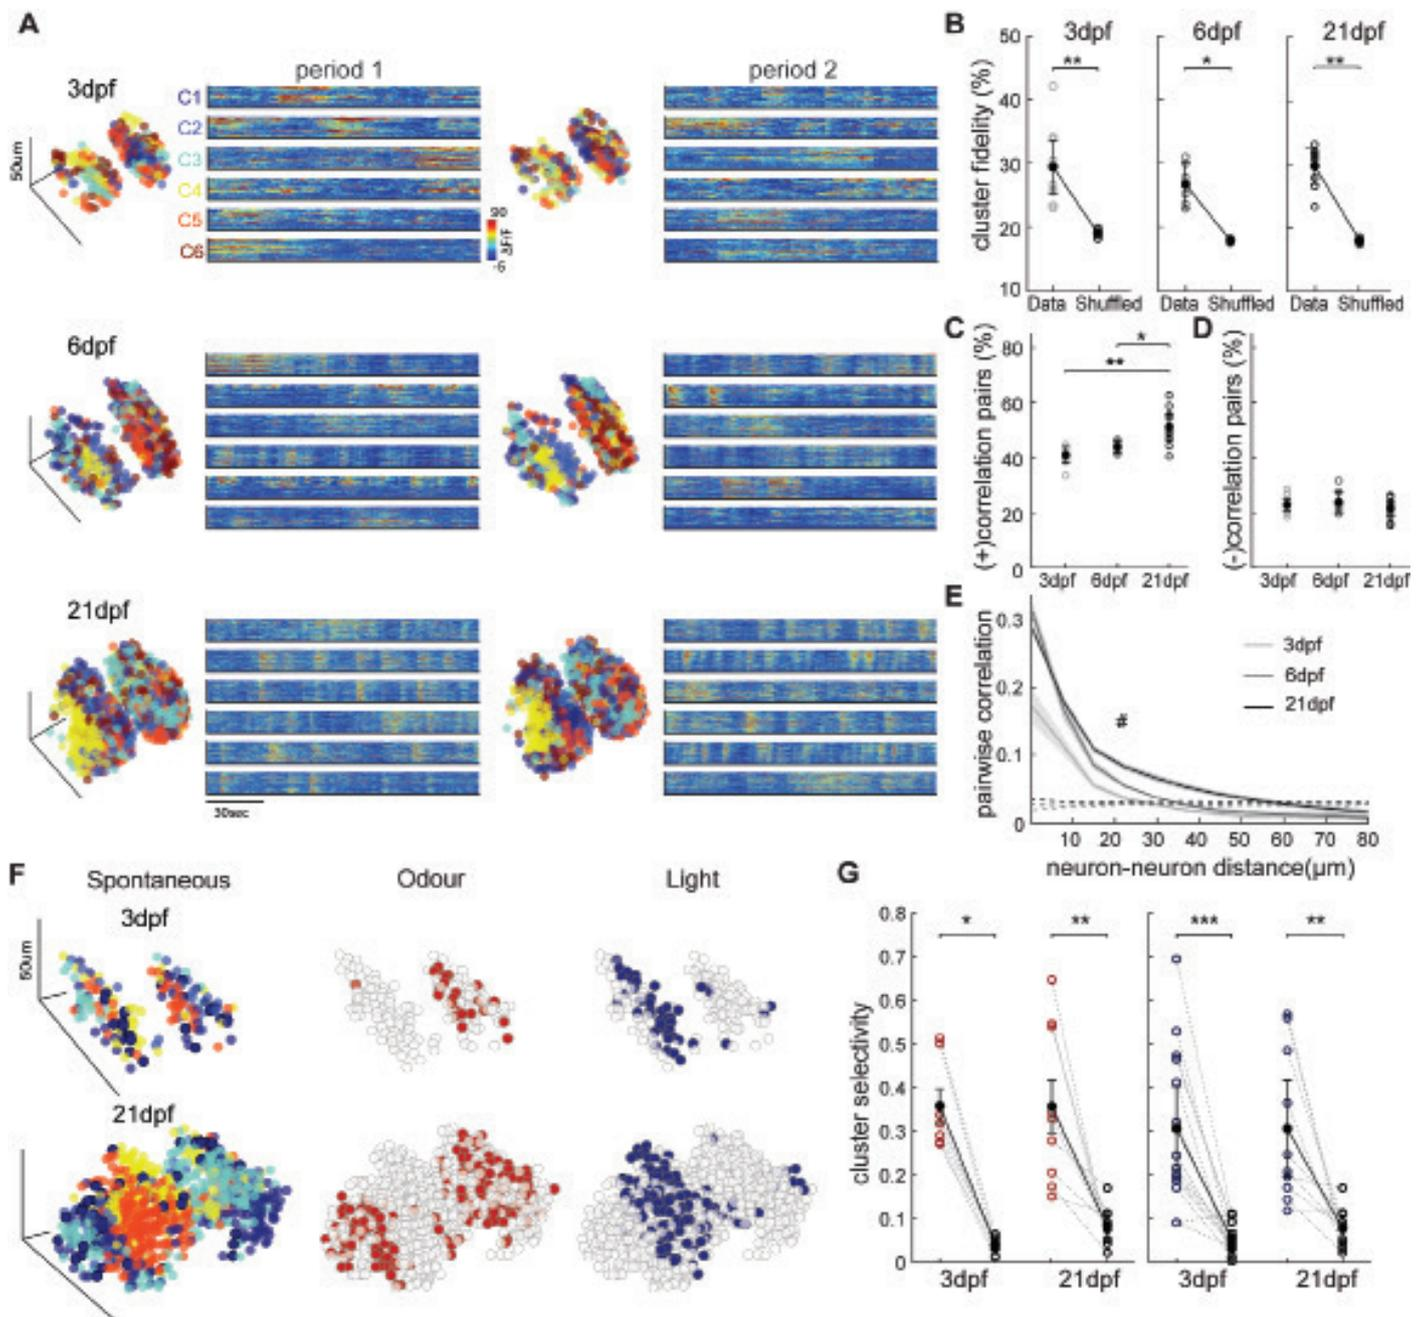 A
period 1
period 2
3dpf
50um
C1
C2
C3
C4
C5
C6
90
ΔF/F
-5
6dpf
21dpf
30sec
B
3dpf
6dpf
21dpf
cluster fidelity (%)
50
40
30
20
10
**
*
**
Data Shuffled
Data Shuffled
Data Shuffled
C
(+)correlation pairs (%)
80
60
40
20
0
*
**
3dpf 6dpf 21dpf
D
(-)correlation pairs (%)
3dpf 6dpf 21dpf
E
pairwise correlation
0.3
0.2
0.1
0
#
3dpf
6dpf
21dpf
10 20 30 40 50 60 70 80
neuron-neuron distance(µm)
F
Spontaneous
Odour
Light
3dpf
50um
21dpf
G
cluster selectivity
0.8
0.7
0.6
0.5
0.4
0.3
0.2
0.1
0
*
**
***
**
3dpf
21dpf
3dpf
21dpf